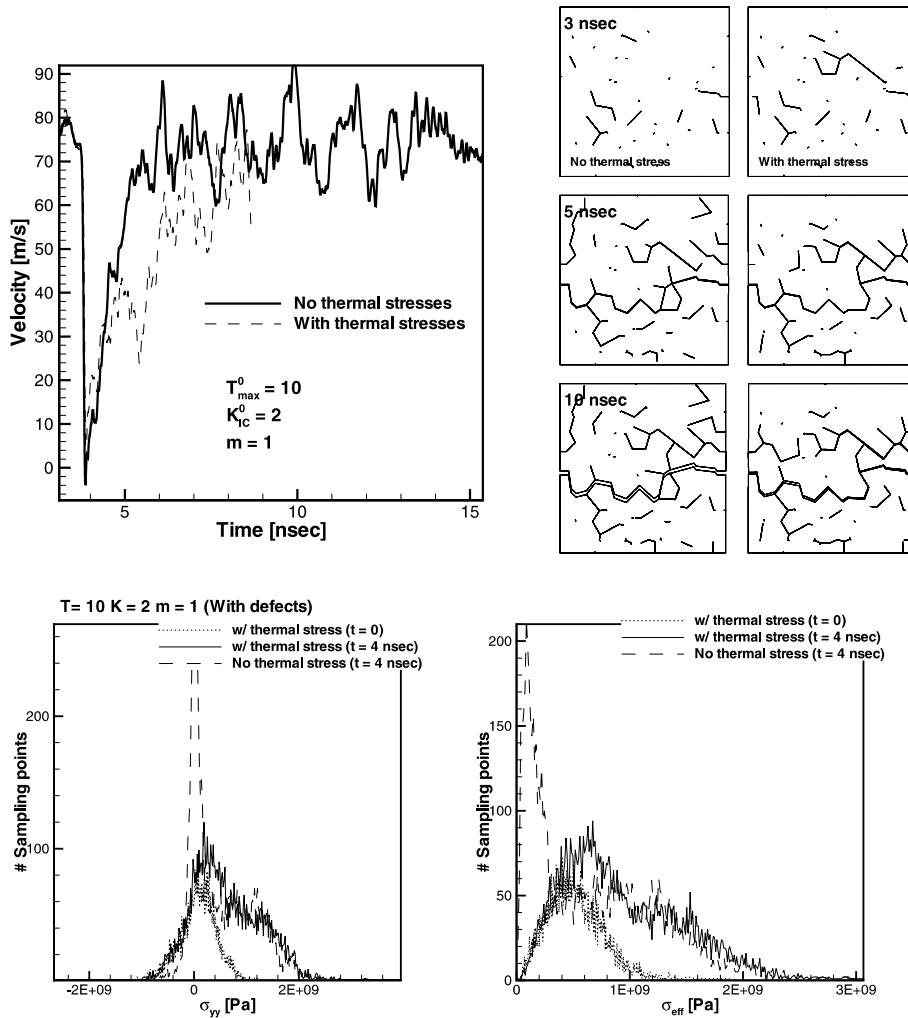 90
80
70
60
50
40
30
20
10
0
Velocity [m/s]
5
10
15
Time [nsec]
No thermal stresses
With thermal stresses
T⁰max = 10
K⁰IC = 2
m = 1
3 nsec
No thermal stress
With thermal stress
5 nsec
10 nsec
T= 10 K = 2 m = 1 (With defects)
w/ thermal stress (t = 0)
w/ thermal stress (t = 4 nsec)
No thermal stress (t = 4 nsec)
200
100
# Sampling points
-2E+09
0
2E+09
σyy [Pa]
w/ thermal stress (t = 0)
w/ thermal stress (t = 4 nsec)
No thermal stress (t = 4 nsec)
200
150
100
50
0
# Sampling points
0
1E+09
2E+09
3E+09
σeff [Pa]